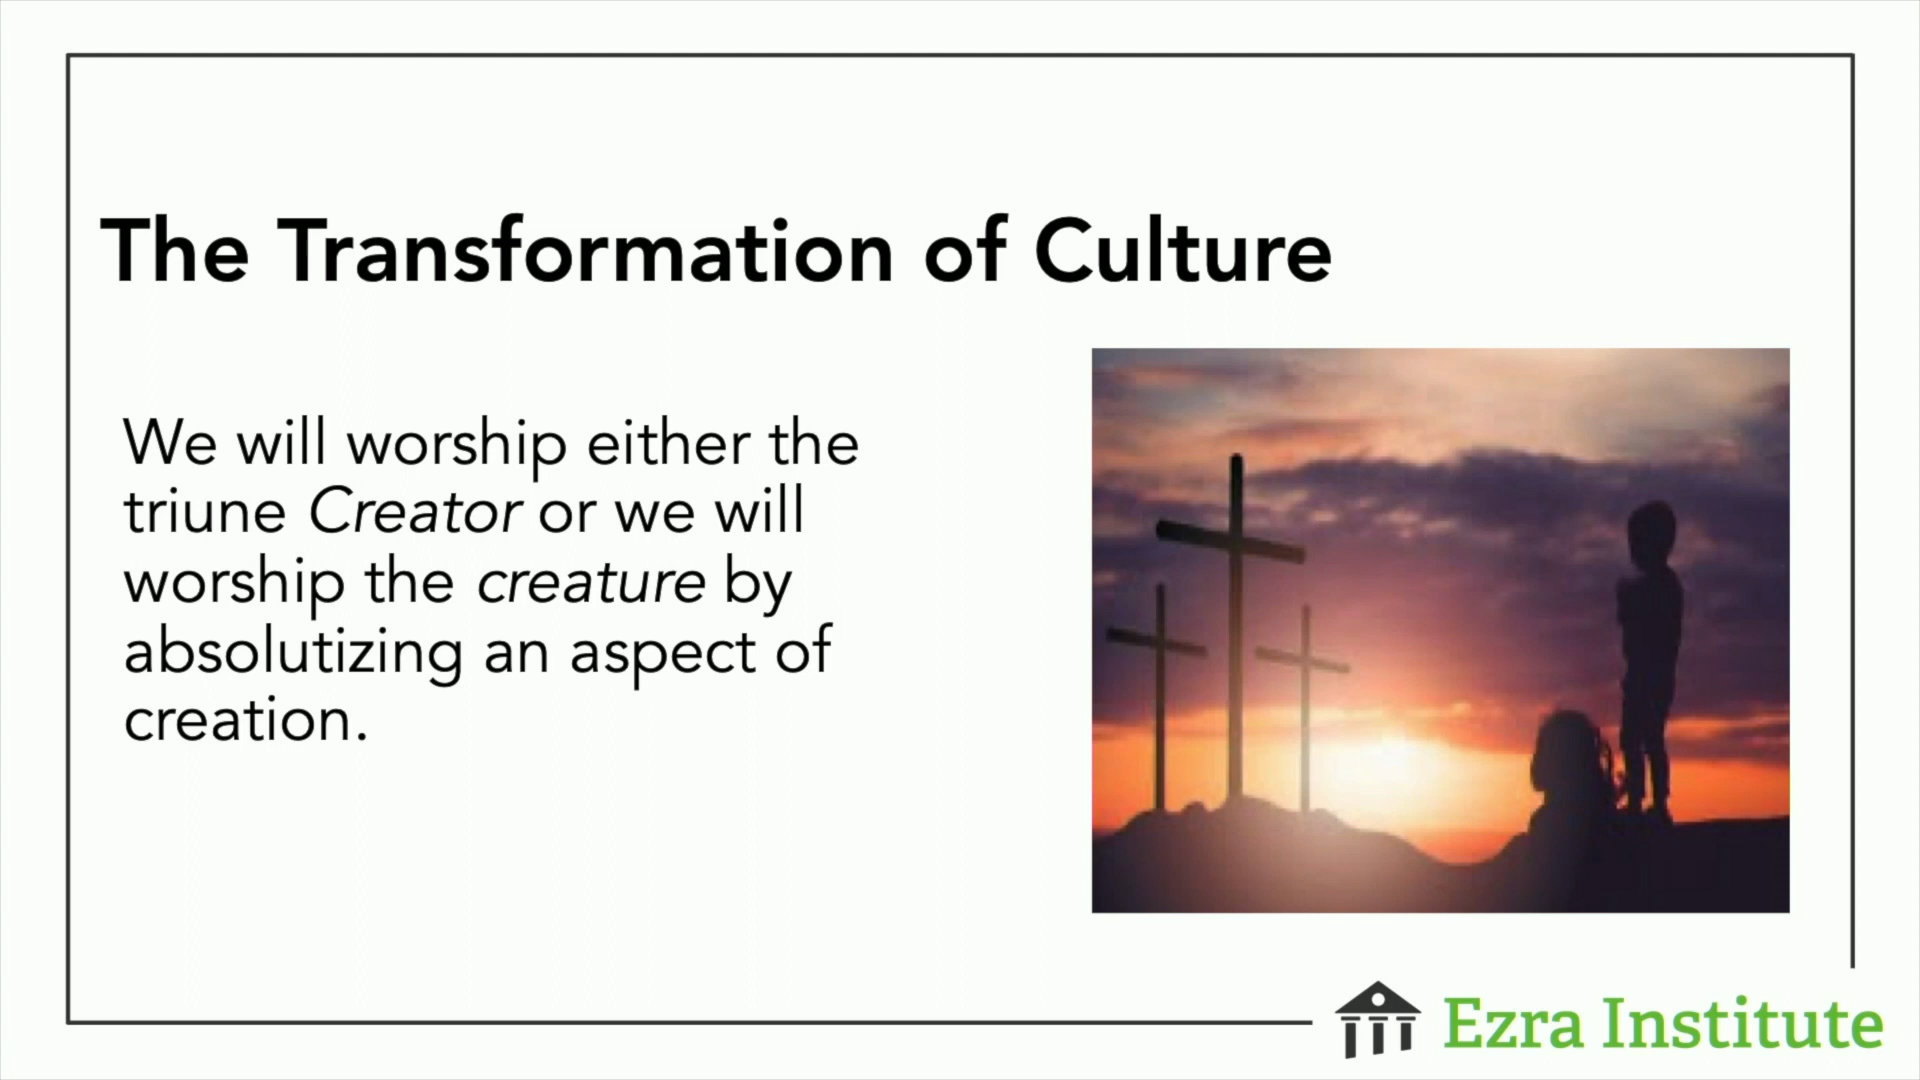 The Transformation of Culture
We will worship either the
triune Creator or we will
worship the creature by
absolutizing an aspect of
creation.
Ezra Institute